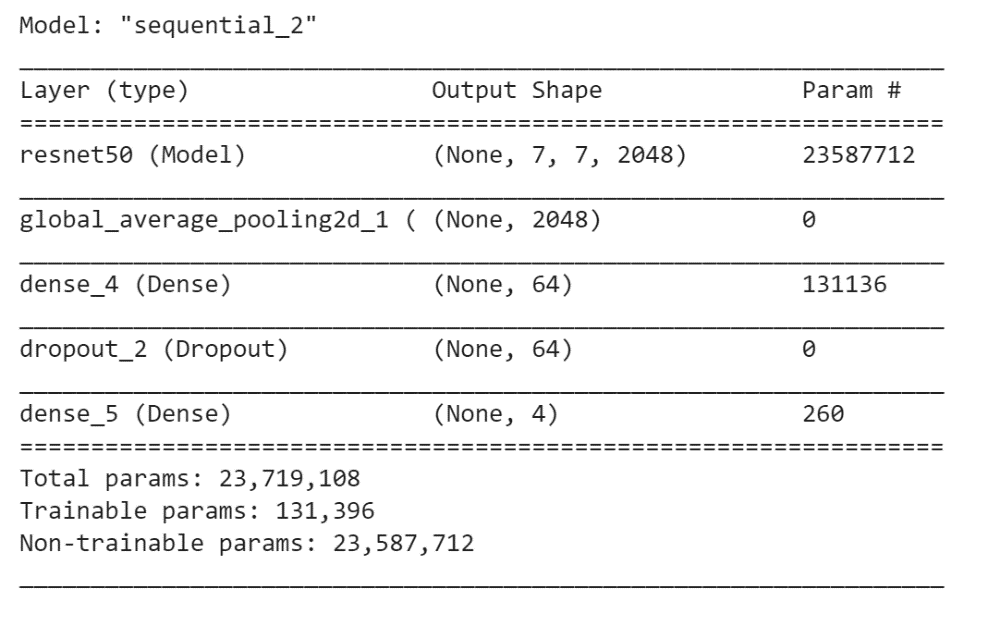 Model: "sequential_2"
_________________________________________________________________
Layer (type)                 Output Shape              Param #
=================================================================
resnet50 (Model)             (None, 7, 7, 2048)        23587712
_________________________________________________________________
global_average_pooling2d_1 ( (None, 2048)              0
_________________________________________________________________
dense_4 (Dense)              (None, 64)                131136
_________________________________________________________________
dropout_2 (Dropout)          (None, 64)                0
_________________________________________________________________
dense_5 (Dense)              (None, 4)                 260
=================================================================
Total params: 23,719,108
Trainable params: 131,396
Non-trainable params: 23,587,712
_________________________________________________________________